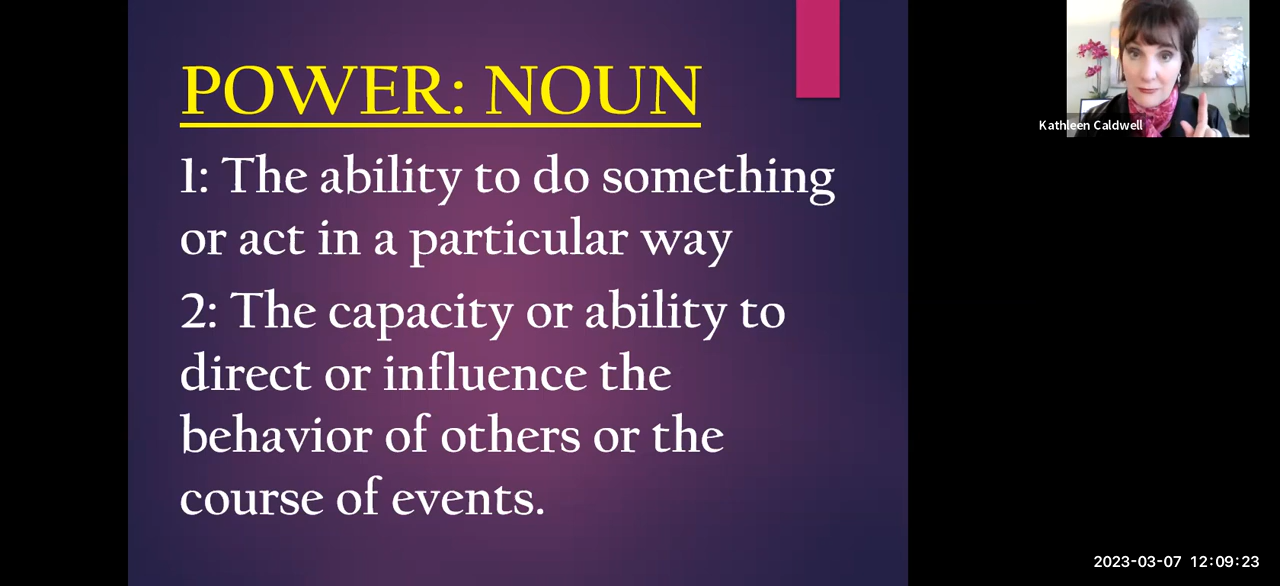 POWER: NOUN
1: The ability to do something
or act in a particular way
2: The capacity or ability to
direct or influence the
behavior of others or the
course of events.
Kathleen Caldwell
2023-03-07 12:09:23